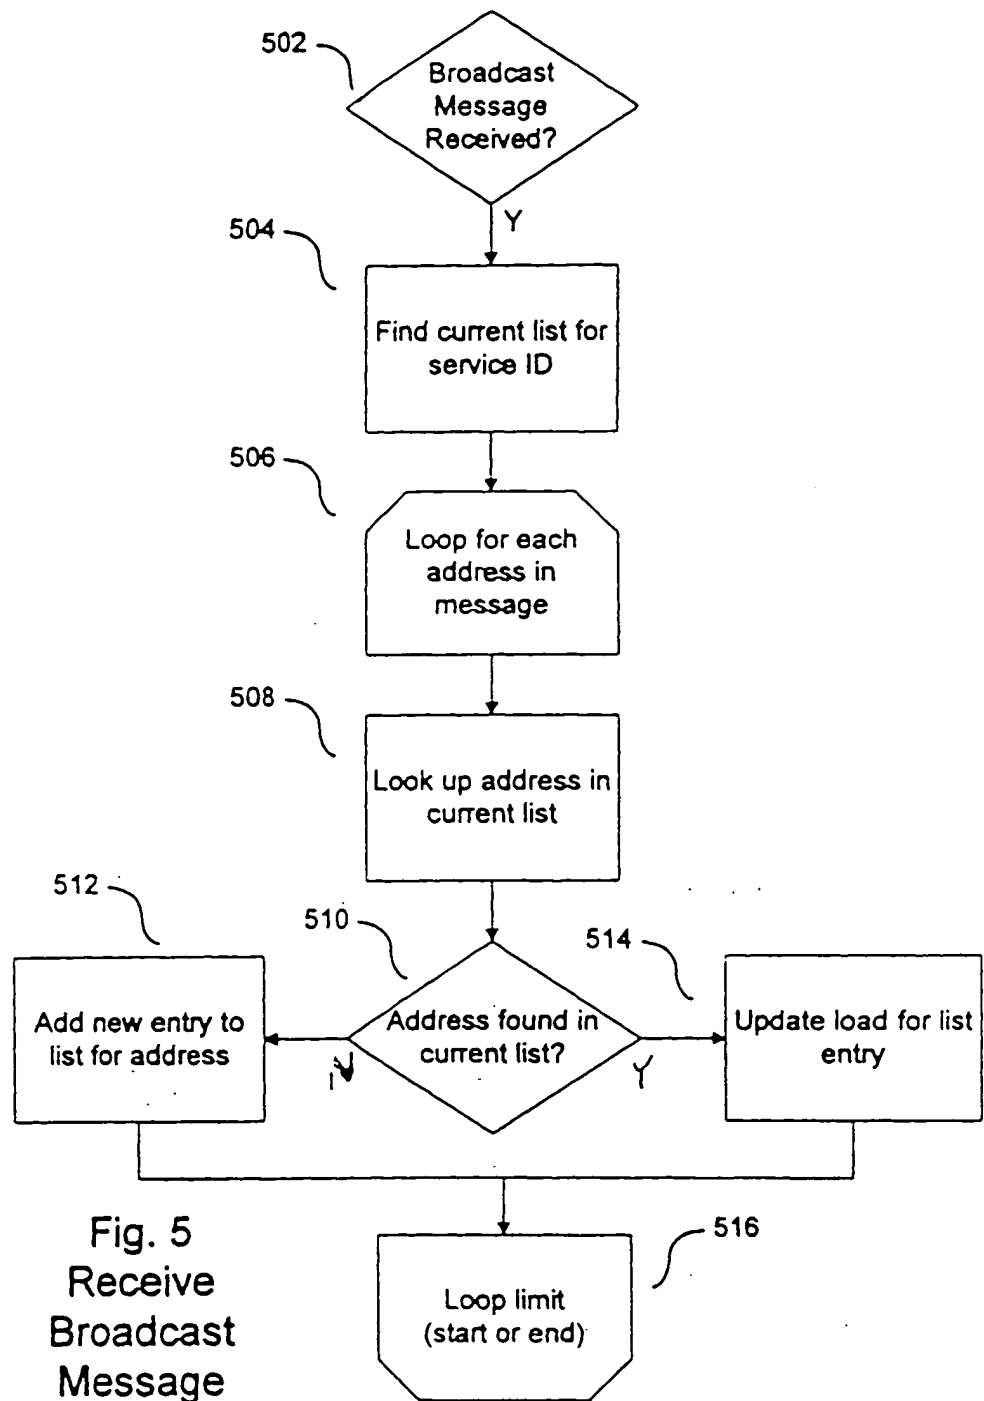 502
Broadcast
Message
Received?
Y
504
Find current list for
service ID
506
Loop for each
address in
message
508
Look up address in
current list
512
510
514
Add new entry to
list for address
Address found in
current list?
Update load for list
entry
N
Y
516
Loop limit
(start or end)
Fig. 5
Receive
Broadcast
Message